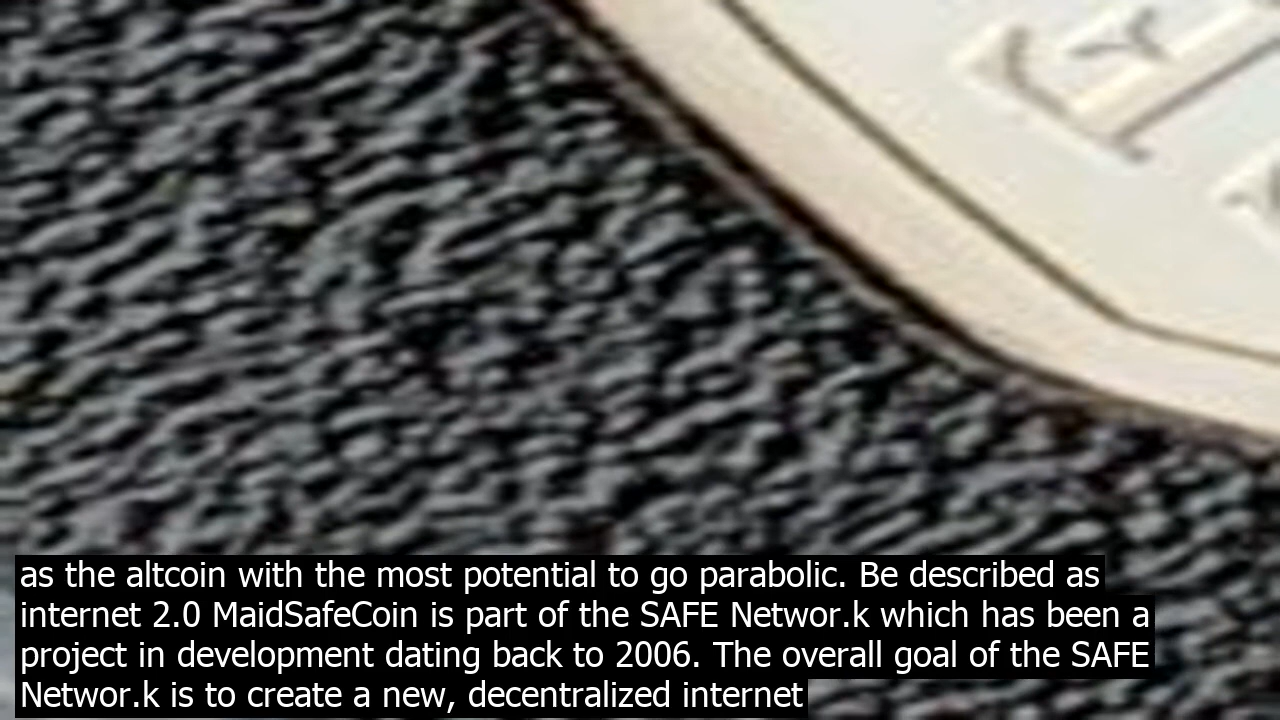 as the altcoin with the most potential to go parabolic. Be described as
internet 2.0 MaidSafeCoin is part of the SAFE Networ.k which has been a
project in development dating back to 2006. The overall goal of the SAFE
Networ.k is to create a new, decentralized internet